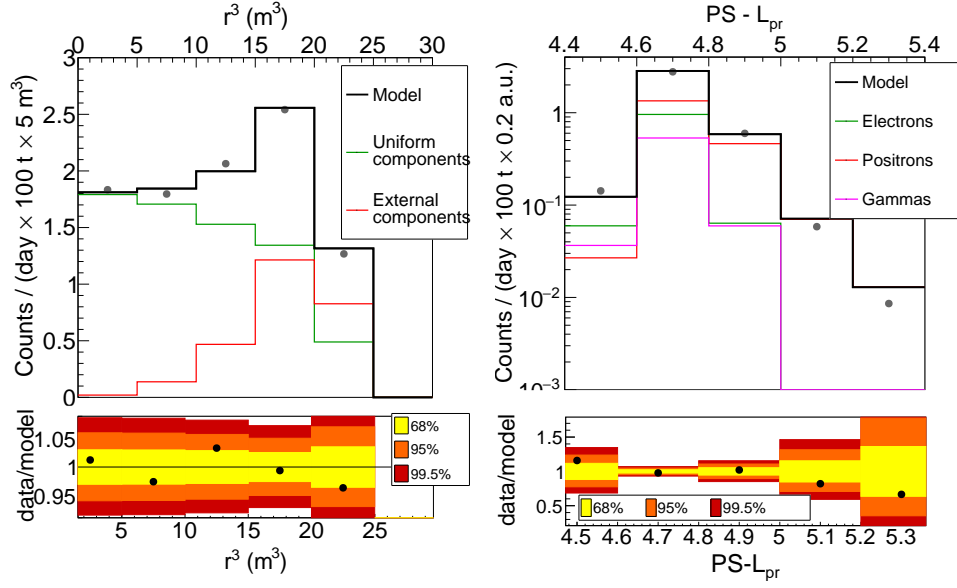 r³ (m³)
0 5 10 15 20 25 30
3
2.5
2
1.5
1
0.5
0
Counts / (day × 100 t × 5 m³)
Model
Uniform
components
External
components
data/model
1.05
1
0.95
68%
95%
99.5%
5 10 15 20 25
r³ (m³)
PS - Lpr
4.4 4.6 4.8 5 5.2 5.4
1
10⁻¹
10⁻²
10⁻³
Counts / (day × 100 t × 0.2 a.u.)
Model
Electrons
Positrons
Gammas
data/model
1.5
1
0.5
68% 95% 99.5%
4.5 4.6 4.7 4.8 4.9 5 5.1 5.2 5.3
PS-Lpr